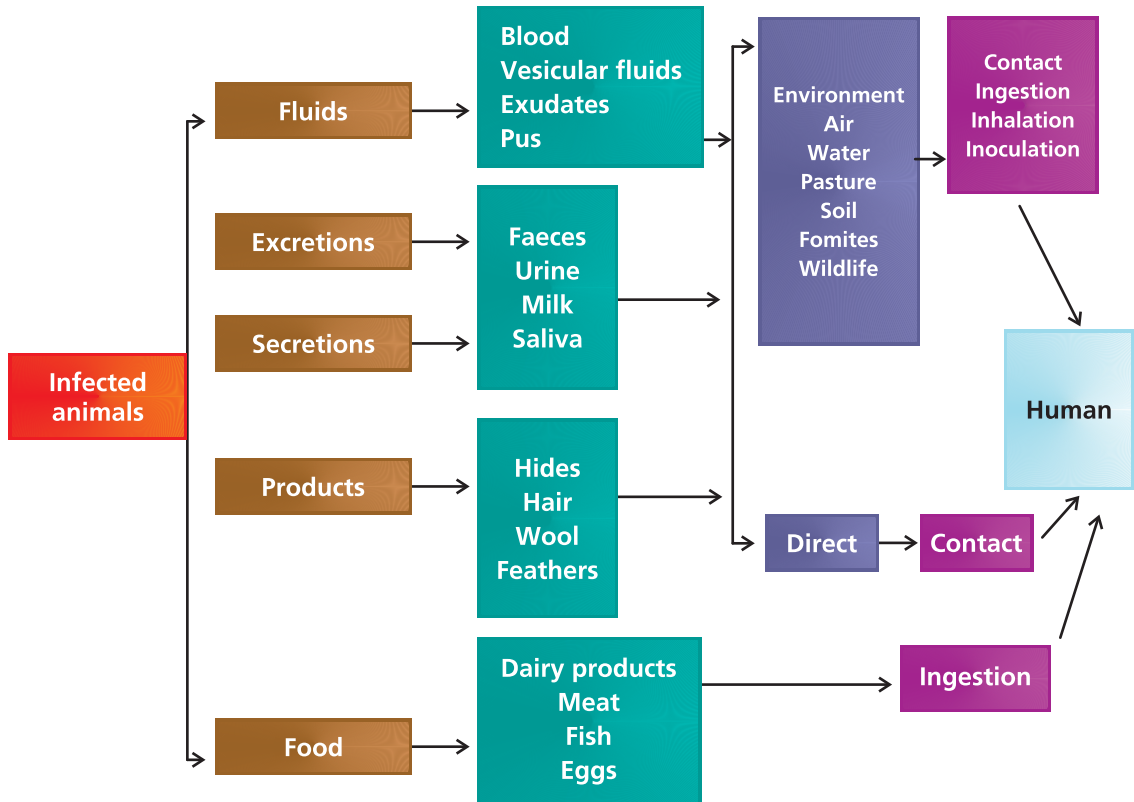 Infected
animals
Fluids
Excretions
Secretions
Products
Food
Blood
Vesicular fluids
Exudates
Pus
Faeces
Urine
Milk
Saliva
Hides
Hair
Wool
Feathers
Dairy products
Meat
Fish
Eggs
Environment
Air
Water
Pasture
Soil
Fomites
Wildlife
Direct
Contact
Ingestion
Inhalation
Inoculation
Contact
Ingestion
Human